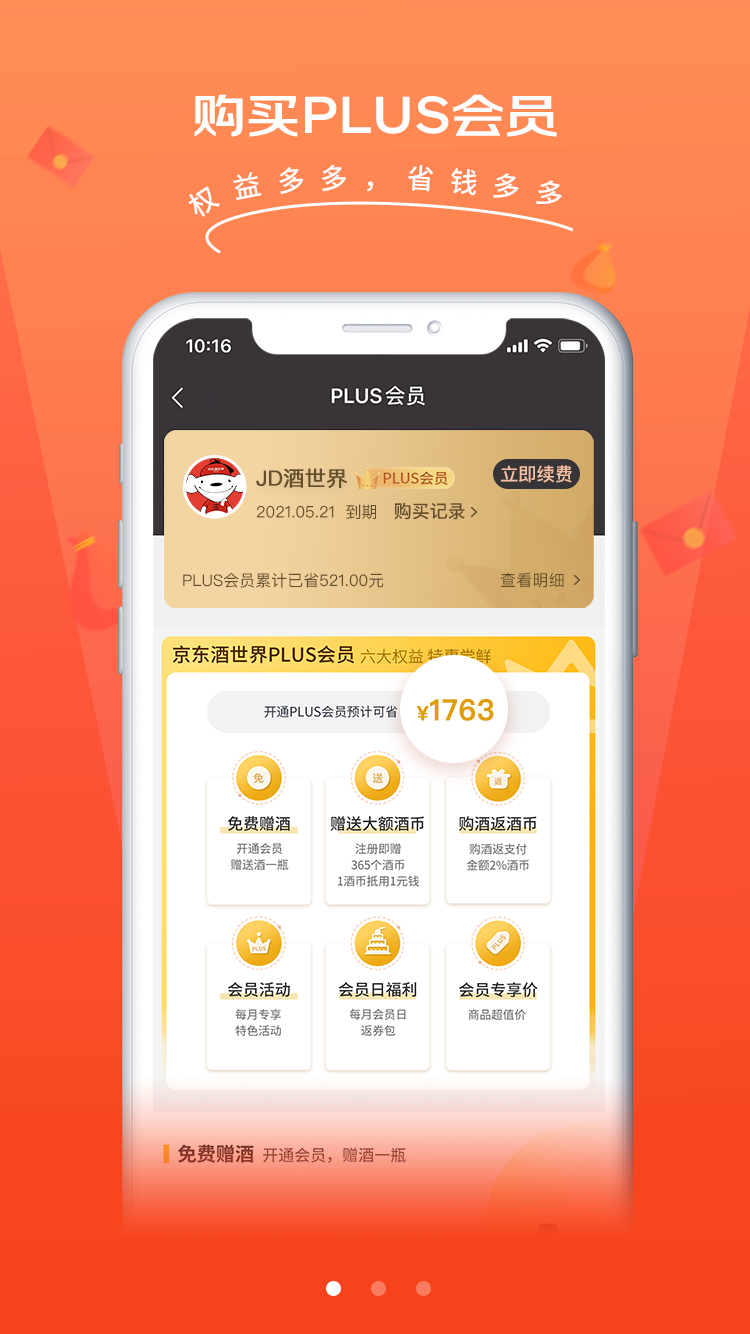 购买PLUS会员
权益多多，省钱多多
10:16
PLUS会员
JD酒世界 PLUS会员 立即续费
2021.05.21 到期 购买记录
PLUS会员累计已省521.00元 查看明细
京东酒世界PLUS会员 六大权益 特惠尝鲜
开通PLUS会员预计可省 ¥1763
免 送 返
免费赠酒 赠送大额酒币 购酒返酒币
开通会员 注册即赠 购酒返支付
赠送酒一瓶 365个酒币 金额2%酒币
1酒币抵用1元钱
PLUS PLUS
会员活动 会员日福利 会员专享价
每月专享 每月会员日 商品超值价
特色活动 返券包
免费赠酒 开通会员，赠酒一瓶